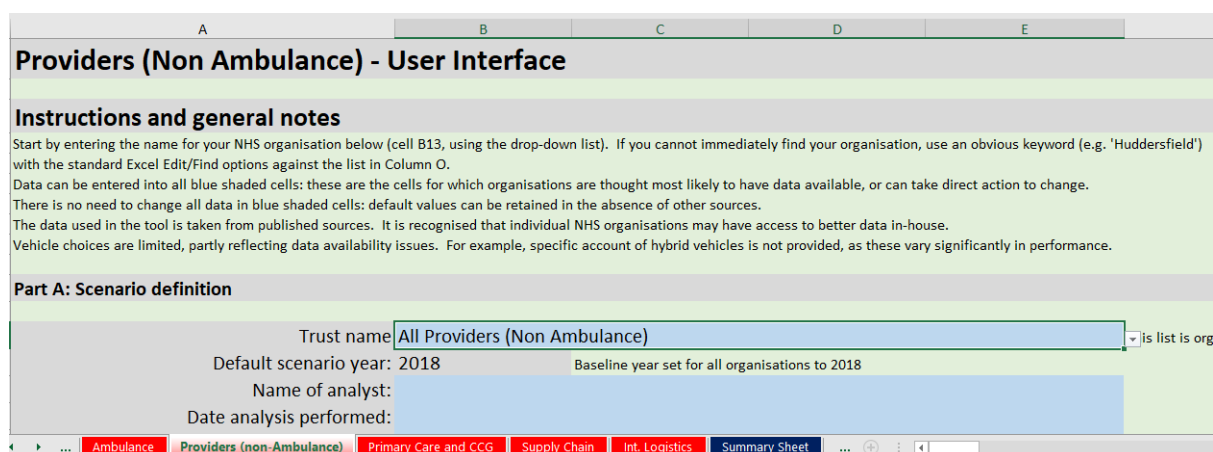 A B C D E
Providers (Non Ambulance) - User Interface
Instructions and general notes
Start by entering the name for your NHS organisation below (cell B13, using the drop-down list).  If you cannot immediately find your organisation, use an obvious keyword (e.g. 'Huddersfield')
with the standard Excel Edit/Find options against the list in Column O.
Data can be entered into all blue shaded cells: these are the cells for which organisations are thought most likely to have data available, or can take direct action to change.
There is no need to change all data in blue shaded cells: default values can be retained in the absence of other sources.
The data used in the tool is taken from published sources.  It is recognised that individual NHS organisations may have access to better data in-house.
Vehicle choices are limited, partly reflecting data availability issues.  For example, specific account of hybrid vehicles is not provided, as these vary significantly in performance.
Part A: Scenario definition
Trust name All Providers (Non Ambulance) is list is org
Default scenario year: 2018 Baseline year set for all organisations to 2018
Name of analyst:
Date analysis performed:
... Ambulance Providers (non-Ambulance) Primary Care and CCG Supply Chain Int. Logistics Summary Sheet ...